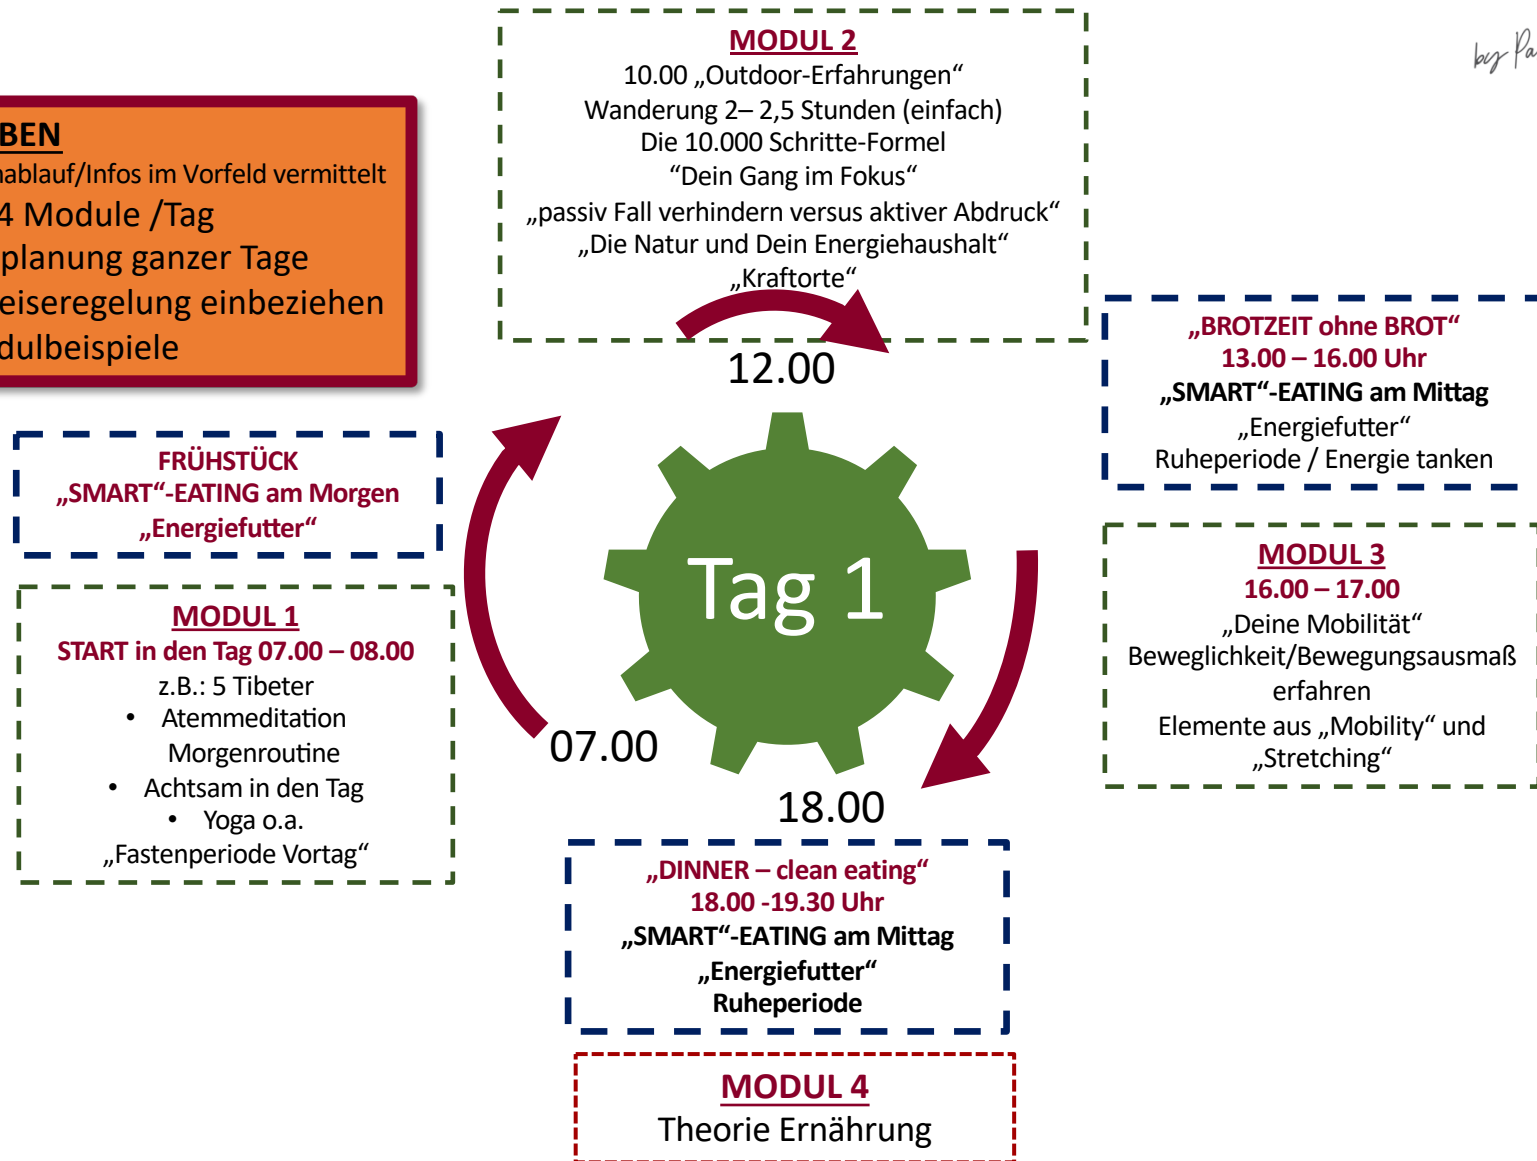 MODUL 2
10.00 „Outdoor-Erfahrungen“
Wanderung 2– 2,5 Stunden (einfach)
Die 10.000 Schritte-Formel
“Dein Gang im Fokus“
„passiv Fall verhindern versus aktiver Abdruck“
„Die Natur und Dein Energiehaushalt“
„Kraftorte“
by
BEN
ablauf/Infos im Vorfeld vermittelt
4 Module /Tag
planung ganzer Tage
eiseregelung einbeziehen
dulbeispiele
12.00
„BROTZEIT ohne BROT“
13.00 – 16.00 Uhr
„SMART“-EATING am Mittag
„Energiefutter“
Ruheperiode / Energie tanken
FRÜHSTÜCK
„SMART“-EATING am Morgen
„Energiefutter“
Tag 1
MODUL 1
START in den Tag 07.00 – 08.00
z.B.: 5 Tibeter
• Atemmeditation
Morgenroutine
• Achtsam in den Tag
• Yoga o.a.
„Fastenperiode Vortag“
MODUL 3
16.00 – 17.00
„Deine Mobilität“
Beweglichkeit/Bewegungsausmaß
erfahren
Elemente aus „Mobility“ und
„Stretching“
07.00
18.00
„DINNER – clean eating“
18.00 -19.30 Uhr
„SMART“-EATING am Mittag
„Energiefutter“
Ruheperiode
MODUL 4
Theorie Ernährung